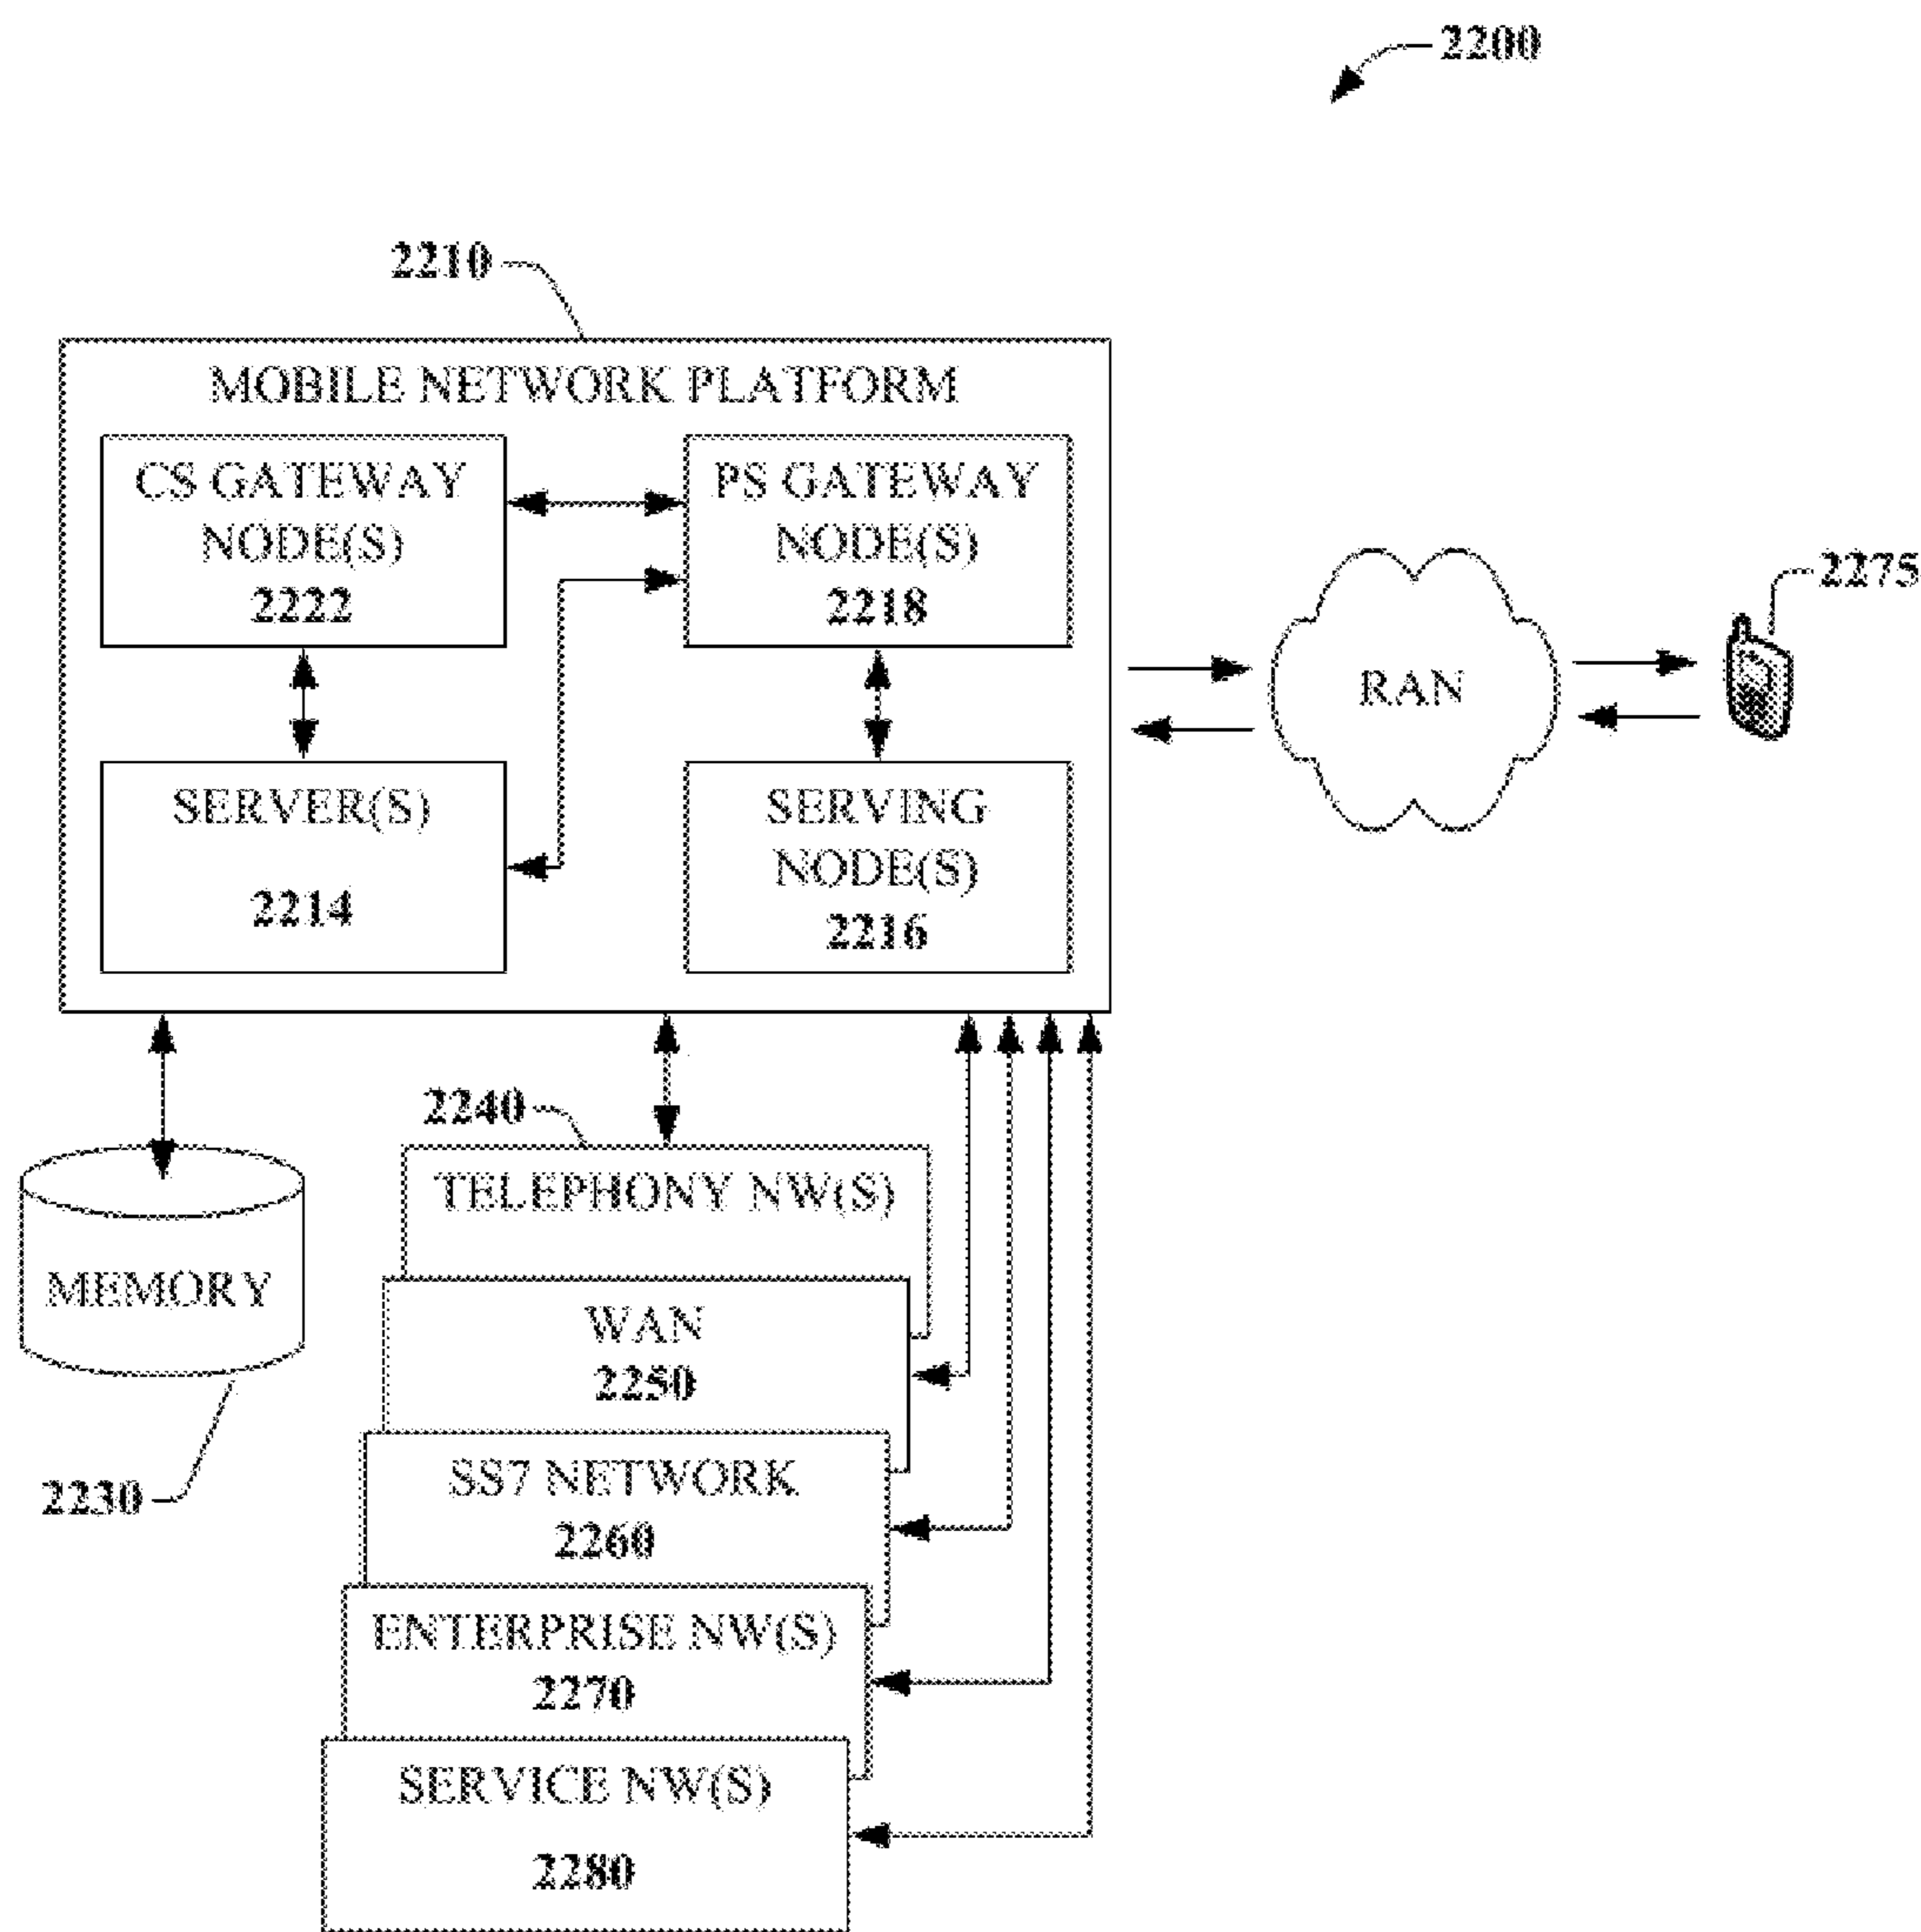 2200
2210
MOBILE NETWORK PLATFORM
CS GATEWAY
NODE(S)
2222
PS GATEWAY
NODE(S)
2218
SERVER(S)
2214
SERVING
NODE(S)
2216
RAN
2275
2240
TELEPHONY NW(S)
MEMORY
2230
WAN
2250
SS7 NETWORK
2260
ENTERPRISE NW(S)
2270
SERVICE NW(S)
2280